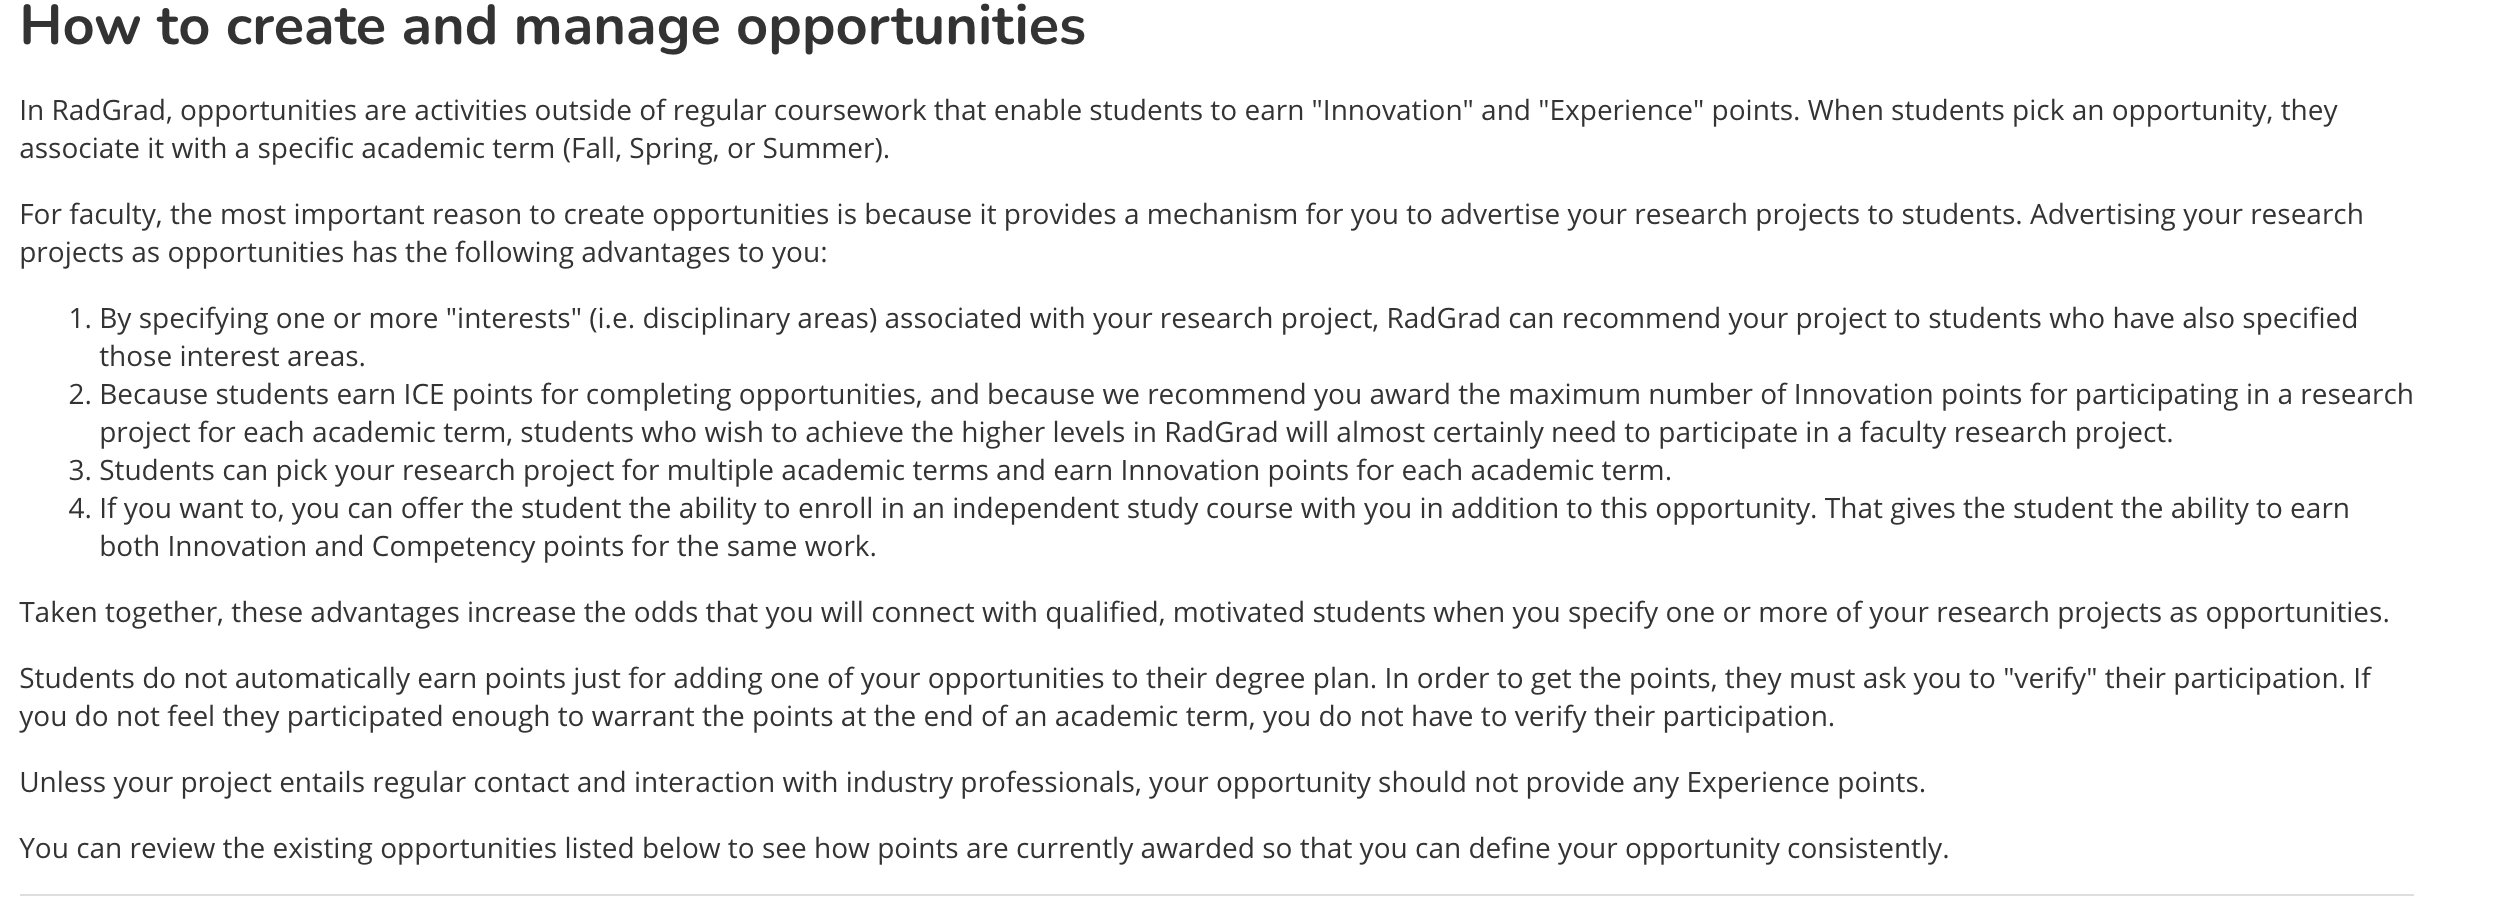 How to create and manage opportunities
In RadGrad, opportunities are activities outside of regular coursework that enable students to earn "Innovation" and "Experience" points. When students pick an opportunity, they
associate it with a specific academic term (Fall, Spring, or Summer).
For faculty, the most important reason to create opportunities is because it provides a mechanism for you to advertise your research projects to students. Advertising your research
projects as opportunities has the following advantages to you:
1. By specifying one or more "interests" (i.e. disciplinary areas) associated with your research project, RadGrad can recommend your project to students who have also specified
those interest areas.
2. Because students earn ICE points for completing opportunities, and because we recommend you award the maximum number of Innovation points for participating in a research
project for each academic term, students who wish to achieve the higher levels in RadGrad will almost certainly need to participate in a faculty research project.
3. Students can pick your research project for multiple academic terms and earn Innovation points for each academic term.
4. If you want to, you can offer the student the ability to enroll in an independent study course with you in addition to this opportunity. That gives the student the ability to earn
both Innovation and Competency points for the same work.
Taken together, these advantages increase the odds that you will connect with qualified, motivated students when you specify one or more of your research projects as opportunities.
Students do not automatically earn points just for adding one of your opportunities to their degree plan. In order to get the points, they must ask you to "verify" their participation. If
you do not feel they participated enough to warrant the points at the end of an academic term, you do not have to verify their participation.
Unless your project entails regular contact and interaction with industry professionals, your opportunity should not provide any Experience points.
You can review the existing opportunities listed below to see how points are currently awarded so that you can define your opportunity consistently.